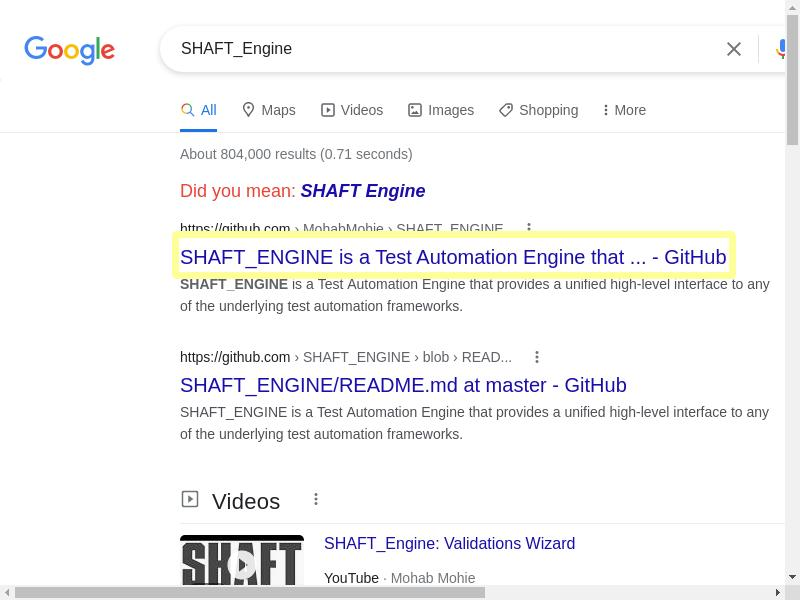 Google
SHAFT_Engine
All
Maps
Videos
Images
Shopping
More
About 804,000 results (0.71 seconds)
Did you mean: SHAFT Engine
https://github.com › MohabMohie › SHAFT_ENGINE
SHAFT_ENGINE is a Test Automation Engine that ... - GitHub
SHAFT_ENGINE is a Test Automation Engine that provides a unified high-level interface to any
of the underlying test automation frameworks.
https://github.com › SHAFT_ENGINE › blob › READ...
SHAFT_ENGINE/README.md at master - GitHub
SHAFT_ENGINE is a Test Automation Engine that provides a unified high-level interface to any
of the underlying test automation frameworks.
Videos
SHAFT
SHAFT_Engine: Validations Wizard
YouTube · Mohab Mohie